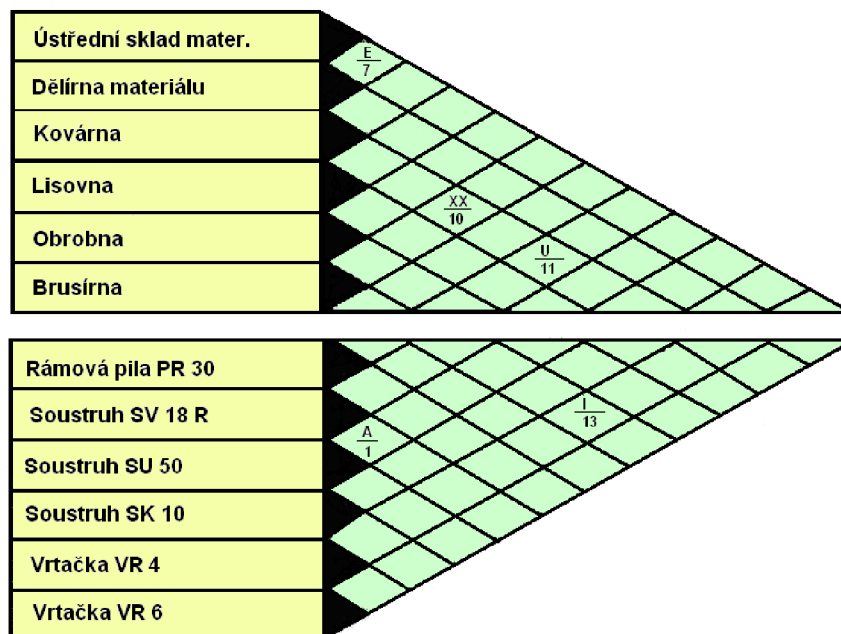 Ústřední sklad mater.
E
7
Dělírna materiálu
Kovárna
Lisovna
XX
10
Obrobna
U
11
Brusírna
Rámová pila PR 30
Soustruh SV 18 R
I
13
A
1
Soustruh SU 50
Soustruh SK 10
Vrtačka VR 4
Vrtačka VR 6